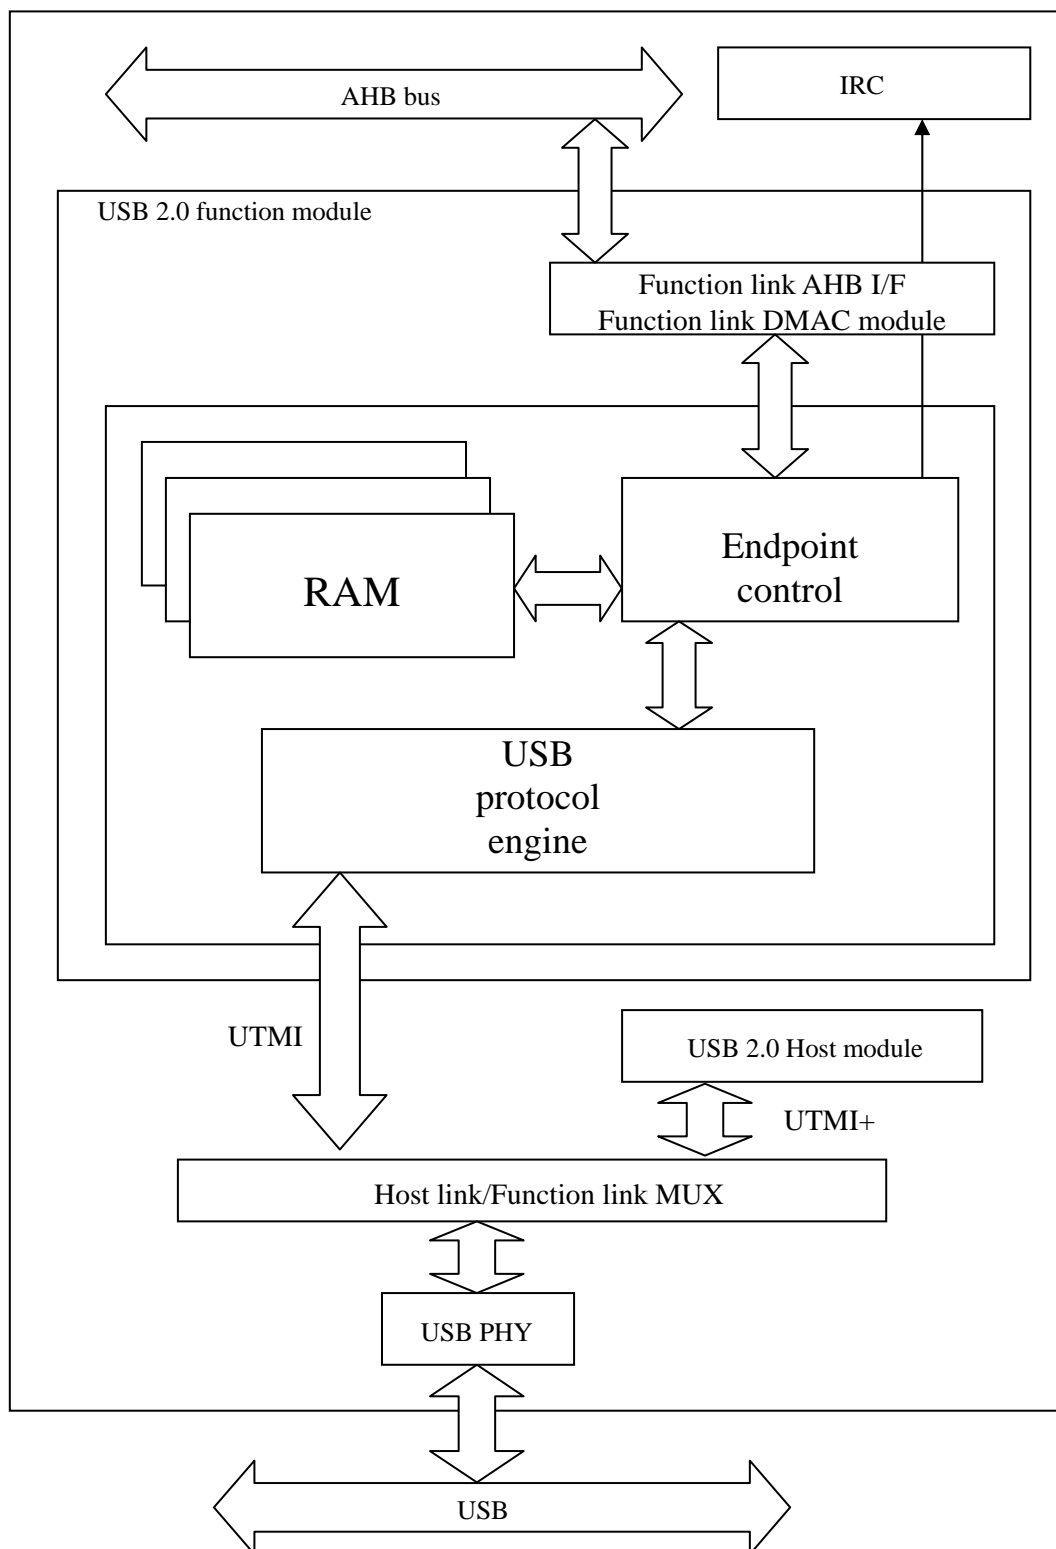 AHB bus
IRC
USB 2.0 function module
Function link AHB I/F
Function link DMAC module
RAM
Endpoint
control
USB
protocol
engine
UTMI
USB 2.0 Host module
UTMI+
Host link/Function link MUX
USB PHY
USB